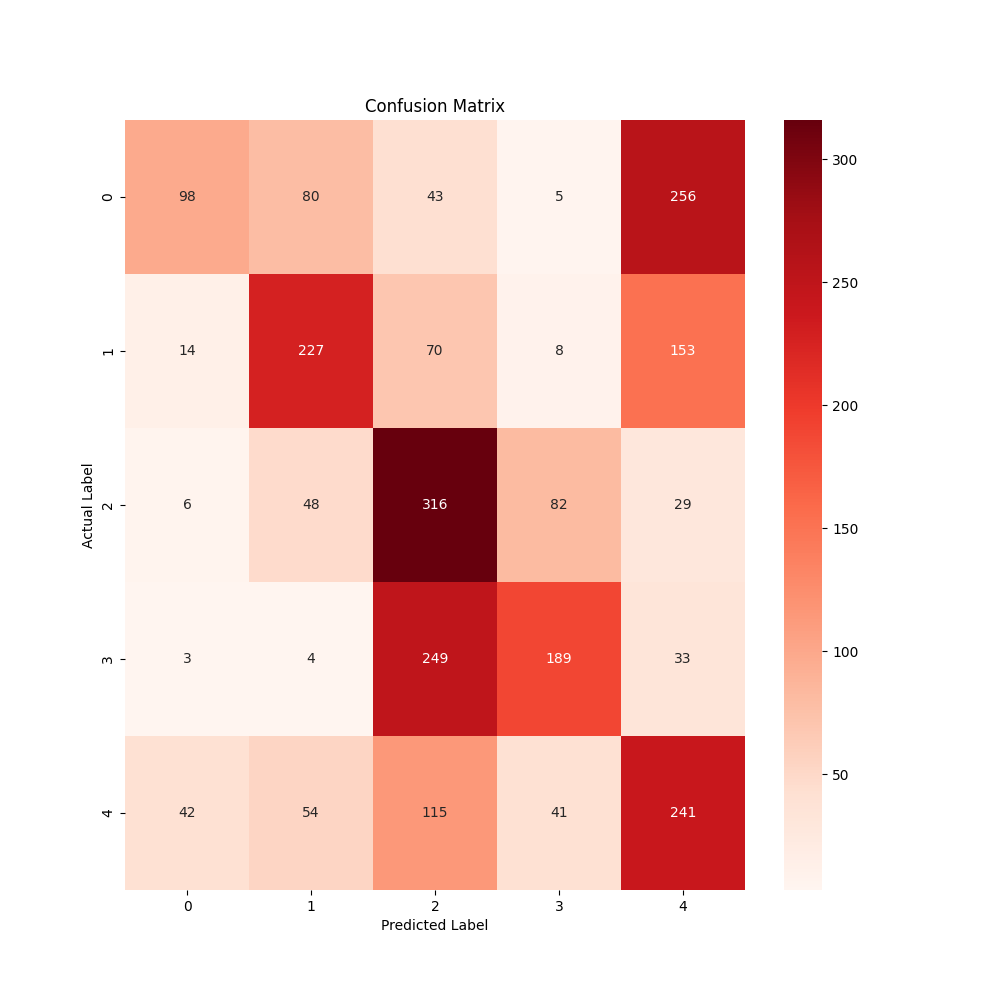 Confusion Matrix
0 98 80 43 5 256
1 14 227 70 8 153
2 6 48 316 82 29
3 3 4 249 189 33
4 42 54 115 41 241
0 1 2 3 4
Predicted Label
Actual Label
300
250
200
150
100
50